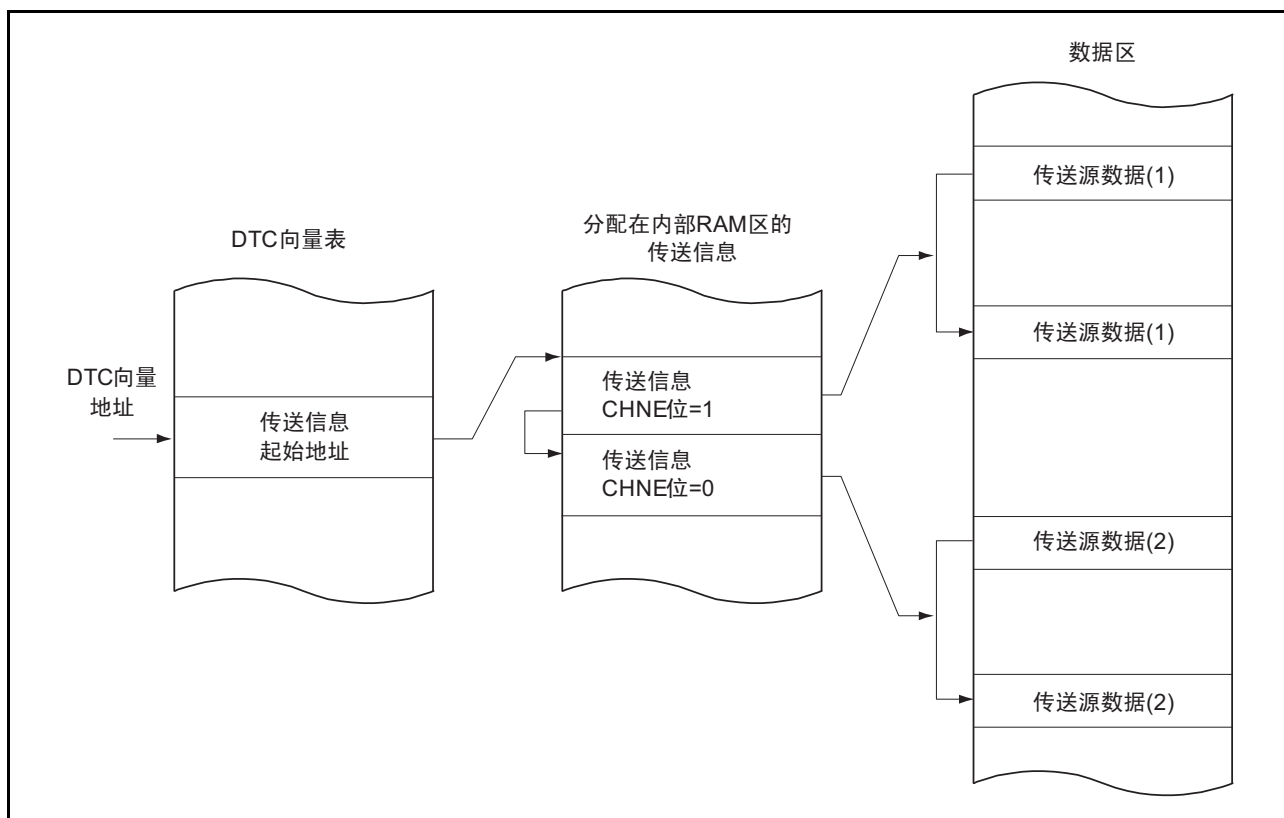 数据区
传送源数据(1)
分配在内部RAM区的
传送信息
DTC向量表
传送源数据(1)
DTC向量
地址
传送信息
CHNE位=1
传送信息
起始地址
传送信息
CHNE位=0
传送源数据(2)
传送源数据(2)